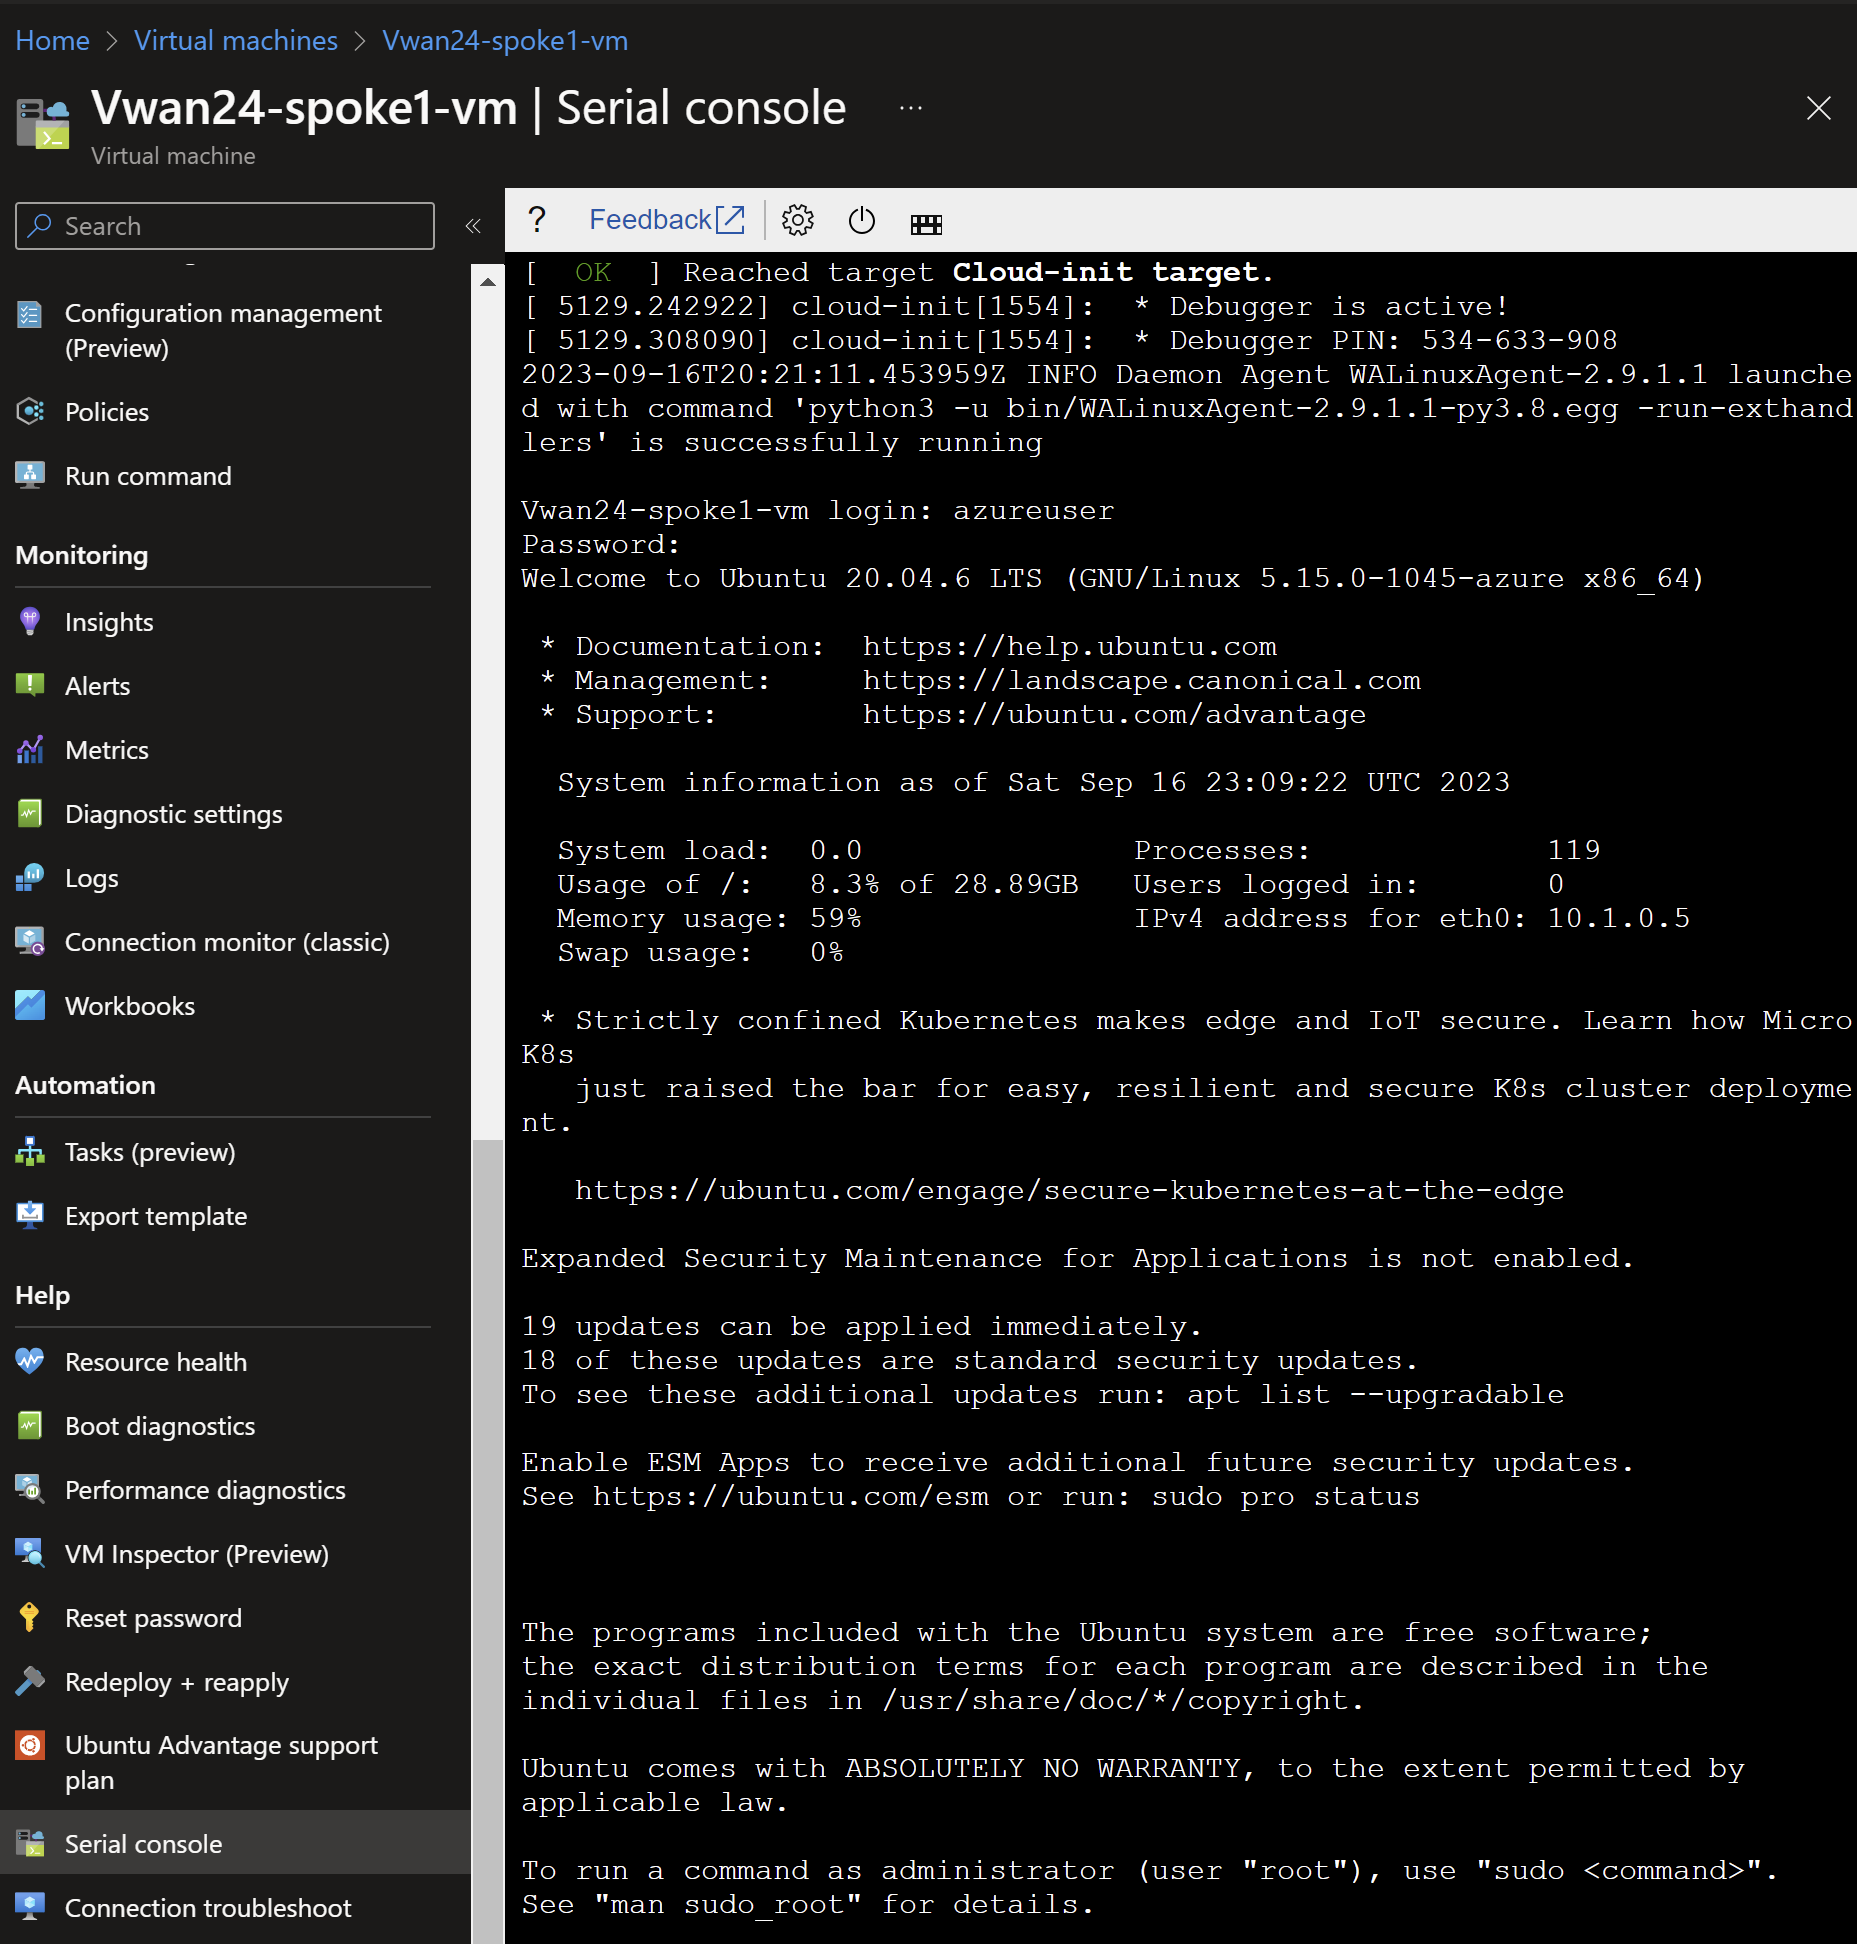 Home > Virtual machines > Vwan24-spoke1-vm
Vwan24-spoke1-vm | Serial console ...
Virtual machine
Search «
Configuration management
(Preview)
Policies
Run command
Monitoring
Insights
Alerts
Metrics
Diagnostic settings
Logs
Connection monitor (classic)
Workbooks
Automation
Tasks (preview)
Export template
Help
Resource health
Boot diagnostics
Performance diagnostics
VM Inspector (Preview)
Reset password
Redeploy + reapply
Ubuntu Advantage support
plan
Serial console
Connection troubleshoot
? Feedback
[  OK  ] Reached target Cloud-init target.
[ 5129.242922] cloud-init[1554]:  * Debugger is active!
[ 5129.308090] cloud-init[1554]:  * Debugger PIN: 534-633-908
2023-09-16T20:21:11.453959Z INFO Daemon Agent WALinuxAgent-2.9.1.1 launche
d with command 'python3 -u bin/WALinuxAgent-2.9.1.1-py3.8.egg -run-exthand
lers' is successfully running
Vwan24-spoke1-vm login: azureuser
Password:
Welcome to Ubuntu 20.04.6 LTS (GNU/Linux 5.15.0-1045-azure x86_64)
* Documentation:  https://help.ubuntu.com
* Management:     https://landscape.canonical.com
* Support:        https://ubuntu.com/advantage
System information as of Sat Sep 16 23:09:22 UTC 2023
System load:  0.0               Processes:             119
Usage of /:   8.3% of 28.89GB   Users logged in:       0
Memory usage: 59%               IPv4 address for eth0: 10.1.0.5
Swap usage:   0%
* Strictly confined Kubernetes makes edge and IoT secure. Learn how Micro
K8s
just raised the bar for easy, resilient and secure K8s cluster deployme
nt.
https://ubuntu.com/engage/secure-kubernetes-at-the-edge
Expanded Security Maintenance for Applications is not enabled.
19 updates can be applied immediately.
18 of these updates are standard security updates.
To see these additional updates run: apt list --upgradable
Enable ESM Apps to receive additional future security updates.
See https://ubuntu.com/esm or run: sudo pro status
The programs included with the Ubuntu system are free software;
the exact distribution terms for each program are described in the
individual files in /usr/share/doc/*/copyright.
Ubuntu comes with ABSOLUTELY NO WARRANTY, to the extent permitted by
applicable law.
To run a command as administrator (user "root"), use "sudo <command>".
See "man sudo_root" for details.